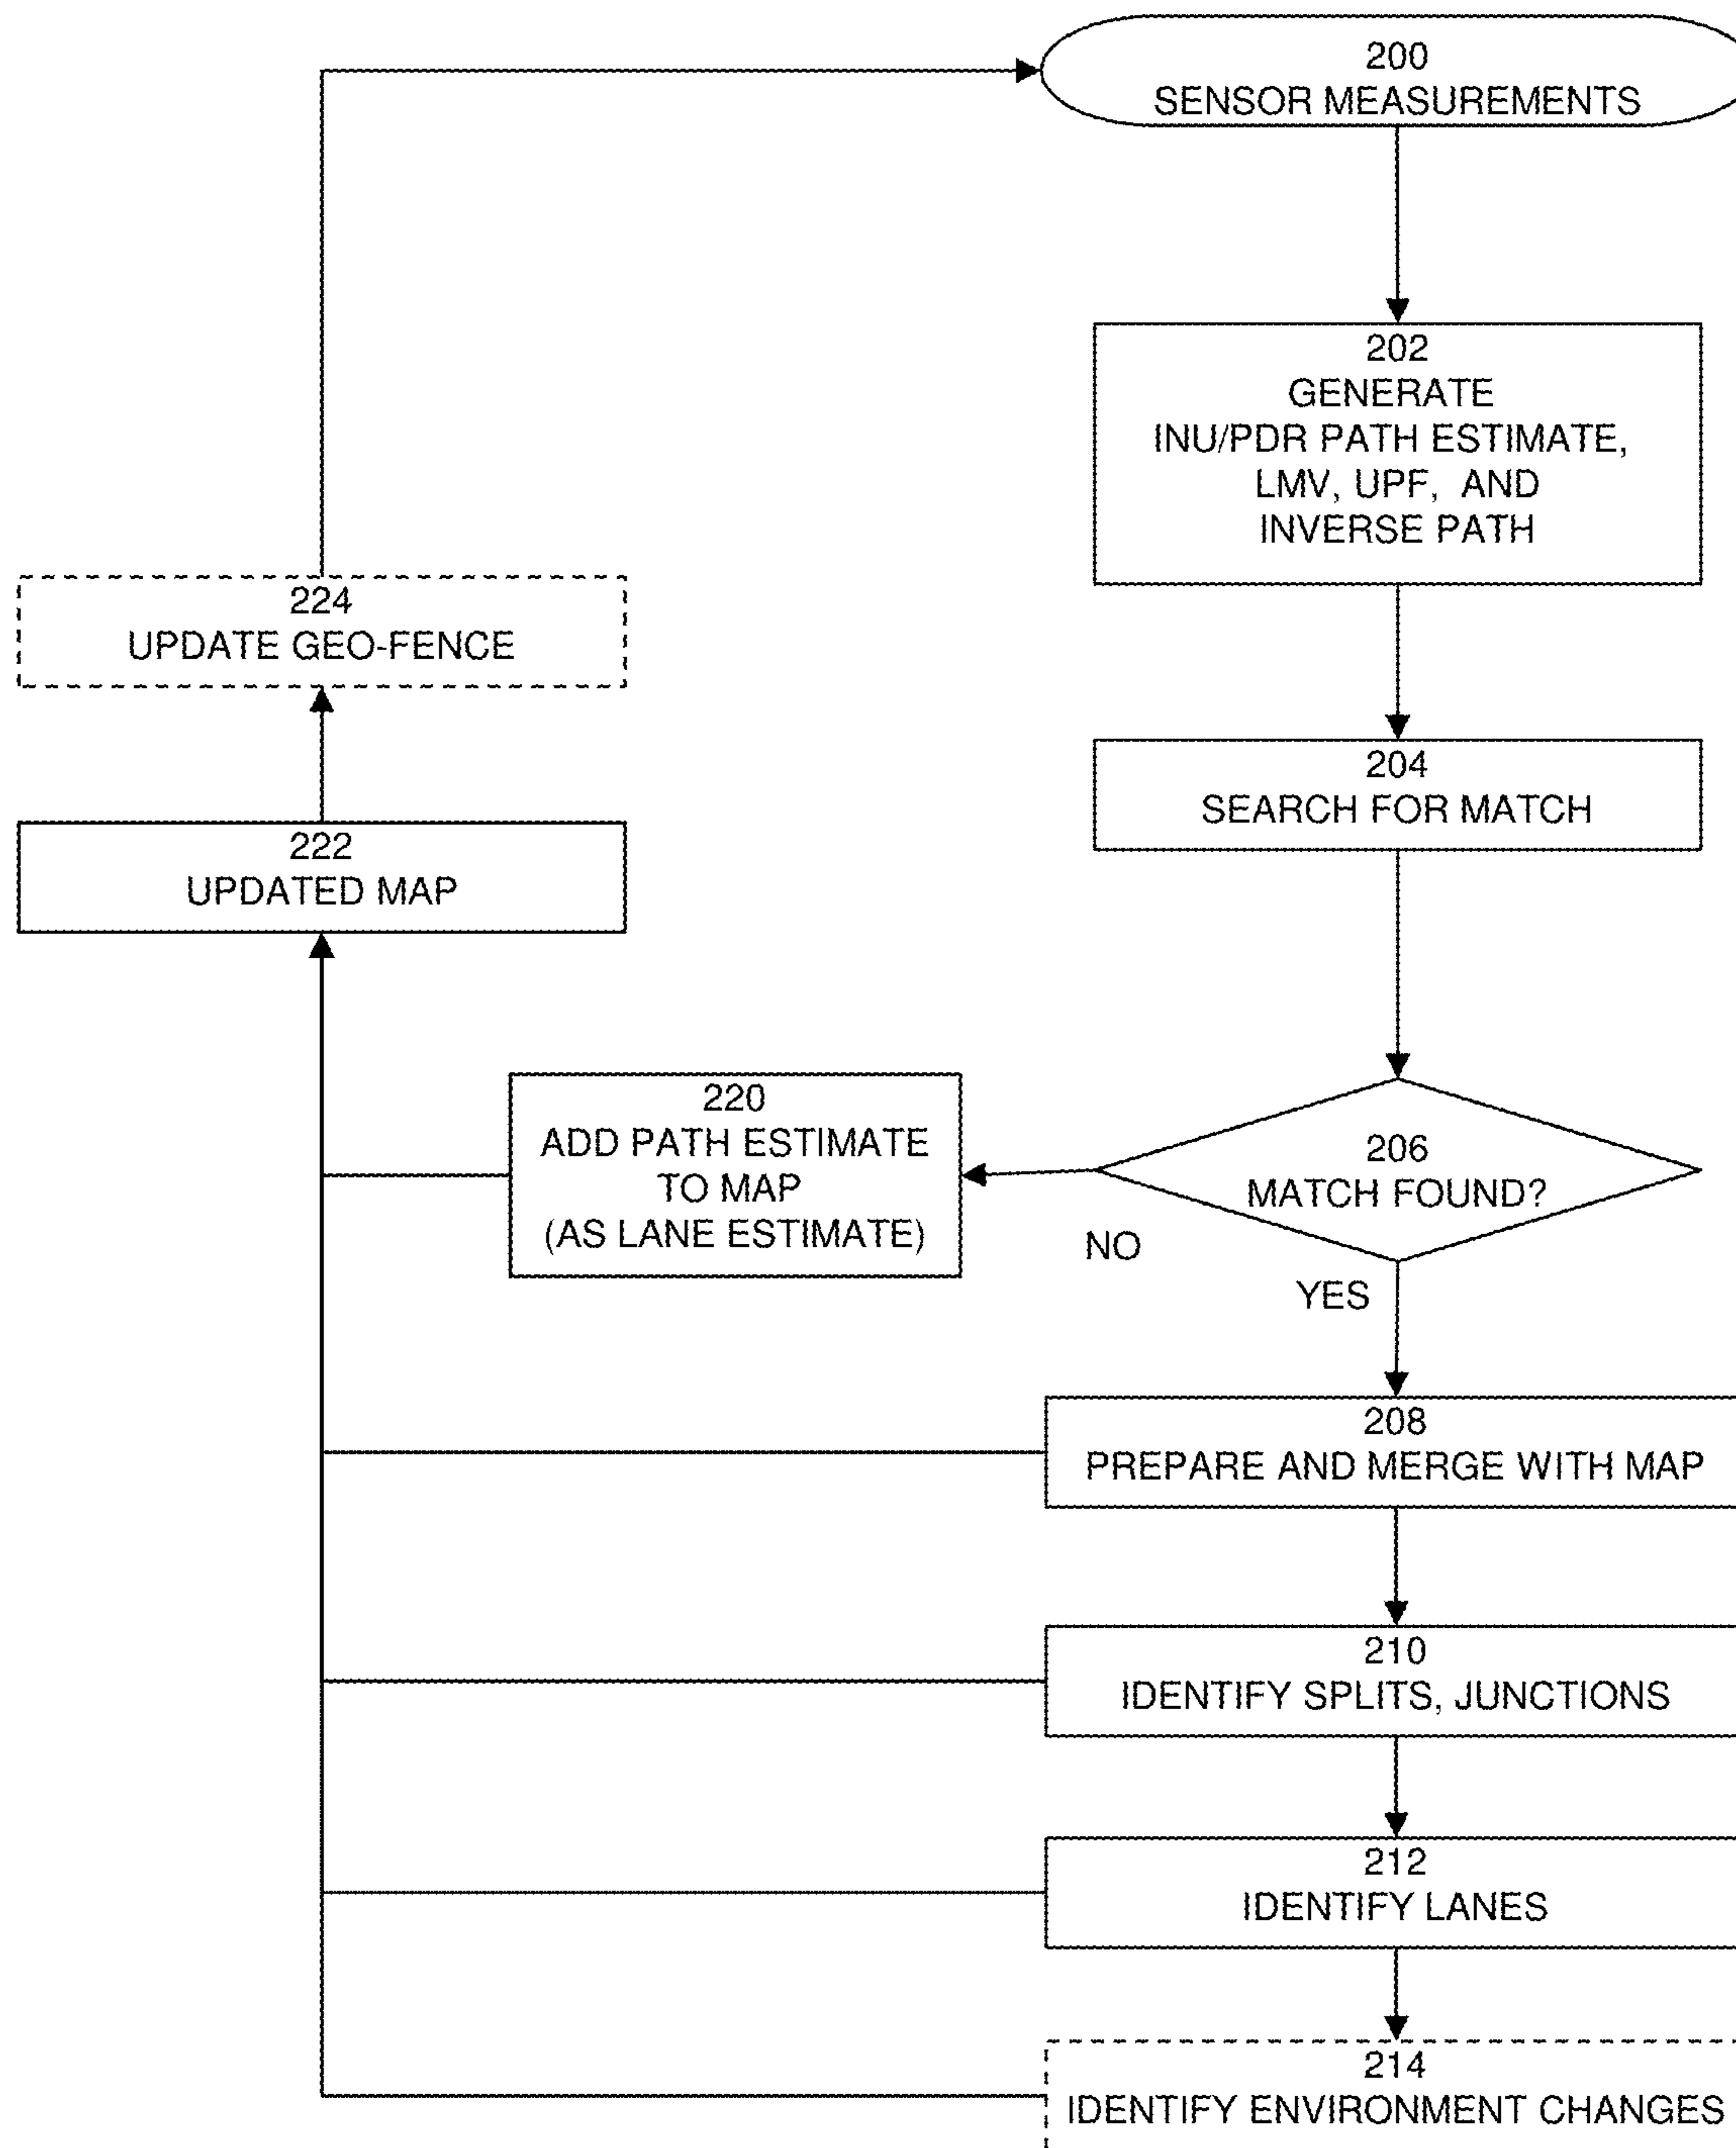 200
SENSOR MEASUREMENTS
202
GENERATE
INU/PDR PATH ESTIMATE,
LMV, UPF, AND
INVERSE PATH
224
UPDATE GEO-FENCE
204
SEARCH FOR MATCH
222
UPDATED MAP
220
ADD PATH ESTIMATE
TO MAP
(AS LANE ESTIMATE)
206
MATCH FOUND?
NO
YES
208
PREPARE AND MERGE WITH MAP
210
IDENTIFY SPLITS, JUNCTIONS
212
IDENTIFY LANES
214
IDENTIFY ENVIRONMENT CHANGES